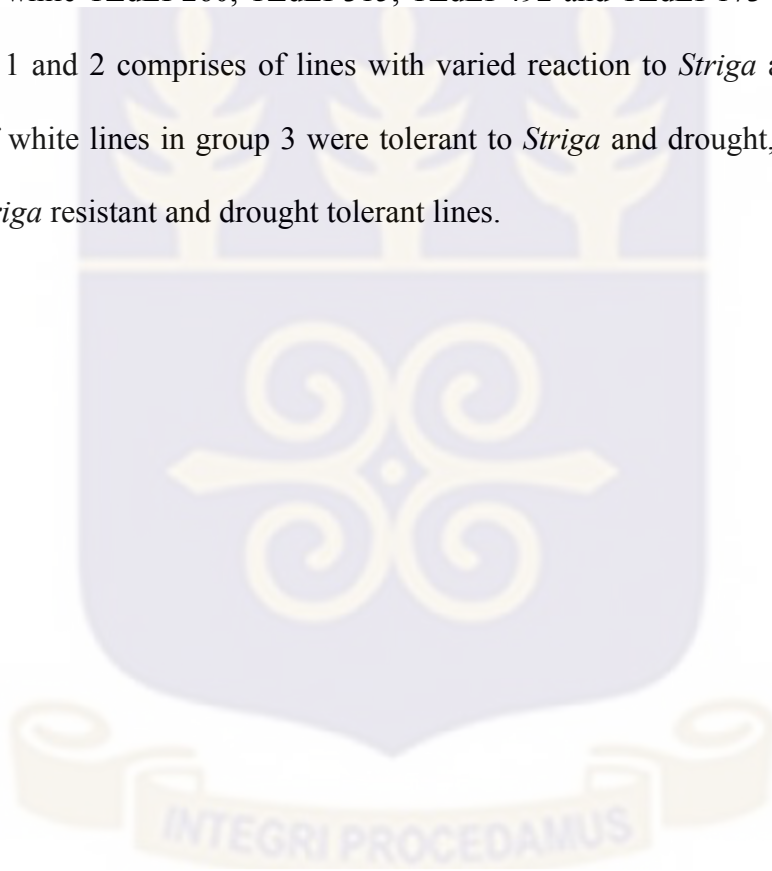 1 and 2 comprises of lines with varied reaction to Striga
white lines in group 3 were tolerant to Striga and drought,
resistant and drought tolerant lines.
INTEGRI PROCEDAMUS